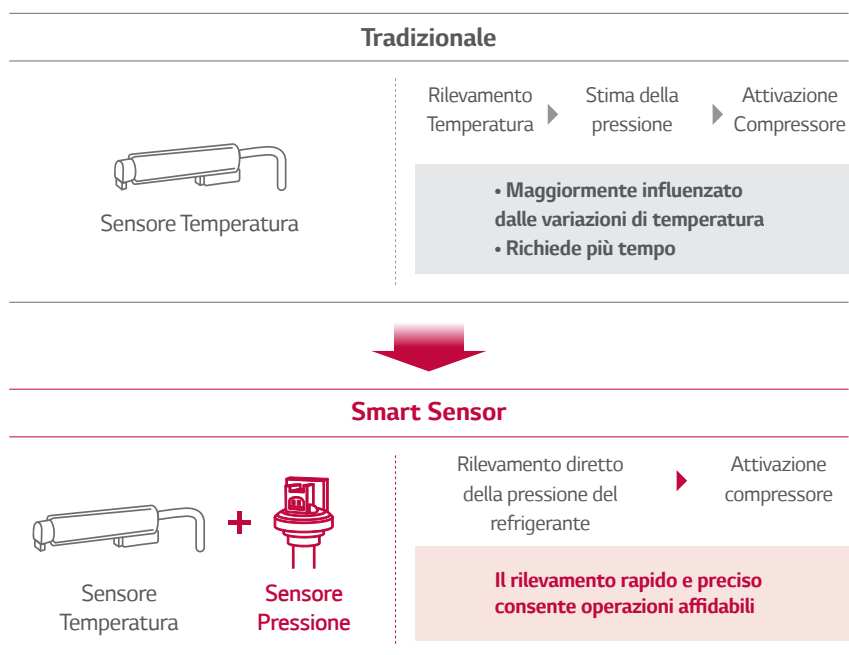 Tradizionale
Sensore Temperatura
Rilevamento
Temperatura
Stima della
pressione
Attivazione
Compressore
• Maggiormente influenzato
dalle variazioni di temperatura
• Richiede più tempo
Smart Sensor
Sensore
Temperatura
+
Sensore
Pressione
Rilevamento diretto
della pressione del
refrigerante
Attivazione
compressore
Il rilevamento rapido e preciso
consente operazioni affidabili